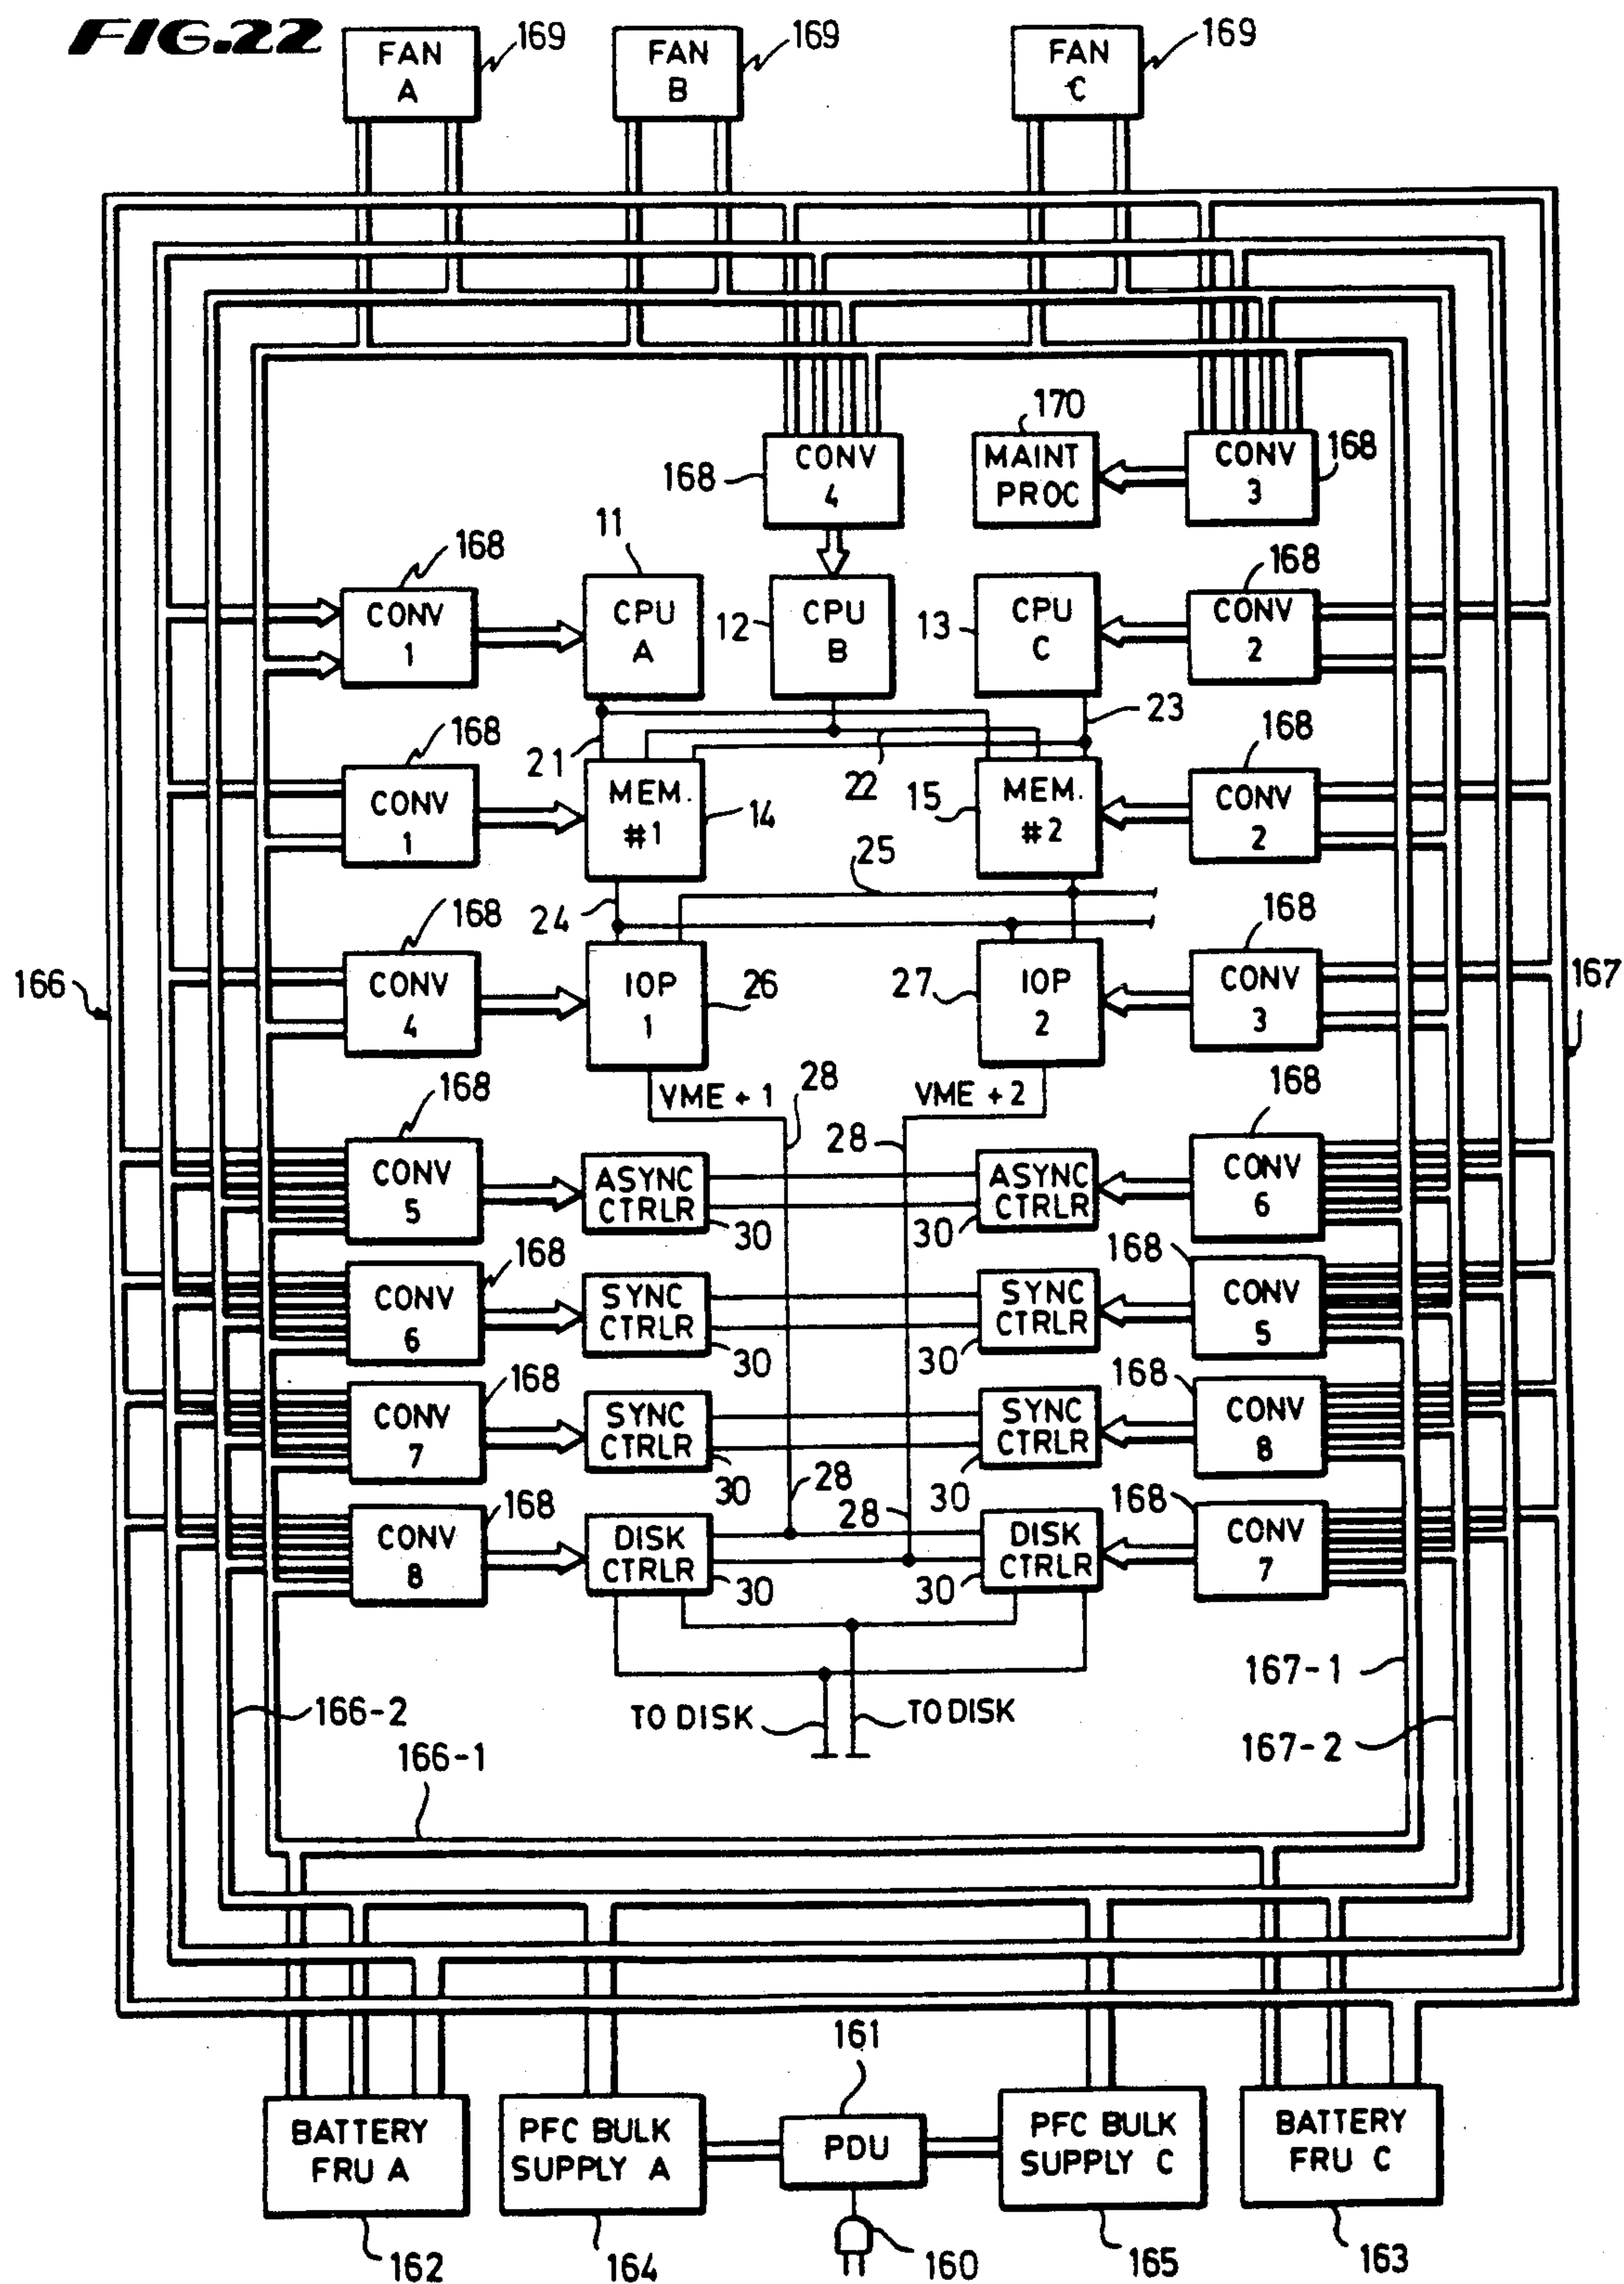 FIG.22
FAN
A
169
FAN
B
169
FAN
C
169
170
CONV
4
168
MAINT
PROC
CONV
3
168
168
11
168
CONV
1
CPU
A
12
CPU
B
13
CPU
C
CONV
2
168
21
22
23
168
CONV
1
MEM.
#1
14
15
MEM.
#2
CONV
2
25
168
24
168
CONV
4
IOP
1
26
27
IOP
2
CONV
3
166
167
168
VME + 1
28
VME + 2
168
28
CONV
5
ASYNC
CTRLR
30
ASYNC
CTRLR
30
CONV
6
168
168
CONV
6
SYNC
CTRLR
30
SYNC
CTRLR
30
CONV
5
168
168
CONV
7
SYNC
CTRLR
30
SYNC
CTRLR
30
CONV
8
168
28
28
168
CONV
8
DISK
CTRLR
30
DISK
CTRLR
30
CONV
7
167-1
166-2
TO DISK
TO DISK
167-2
166-1
161
BATTERY
FRU A
PFC BULK
SUPPLY A
PDU
PFC BULK
SUPPLY C
BATTERY
FRU C
162
164
160
165
163